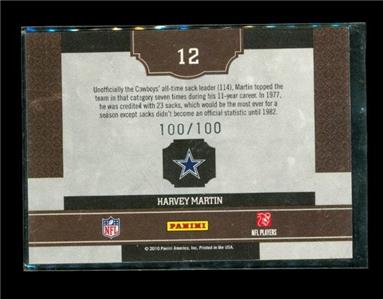 12
Unofficially the Cowboys' all-time sack leader (114), Martin topped the
team in that category seven times during his 11-year career. In 1977,
he was credited with 23 sacks, which would be the most ever for a
season except sacks didn't become an official statistic until 1982.
100/100
HARVEY MARTIN
NFL
PANINI
NFL PLAYERS
© 2010 Panini America, Inc. Printed in the USA.